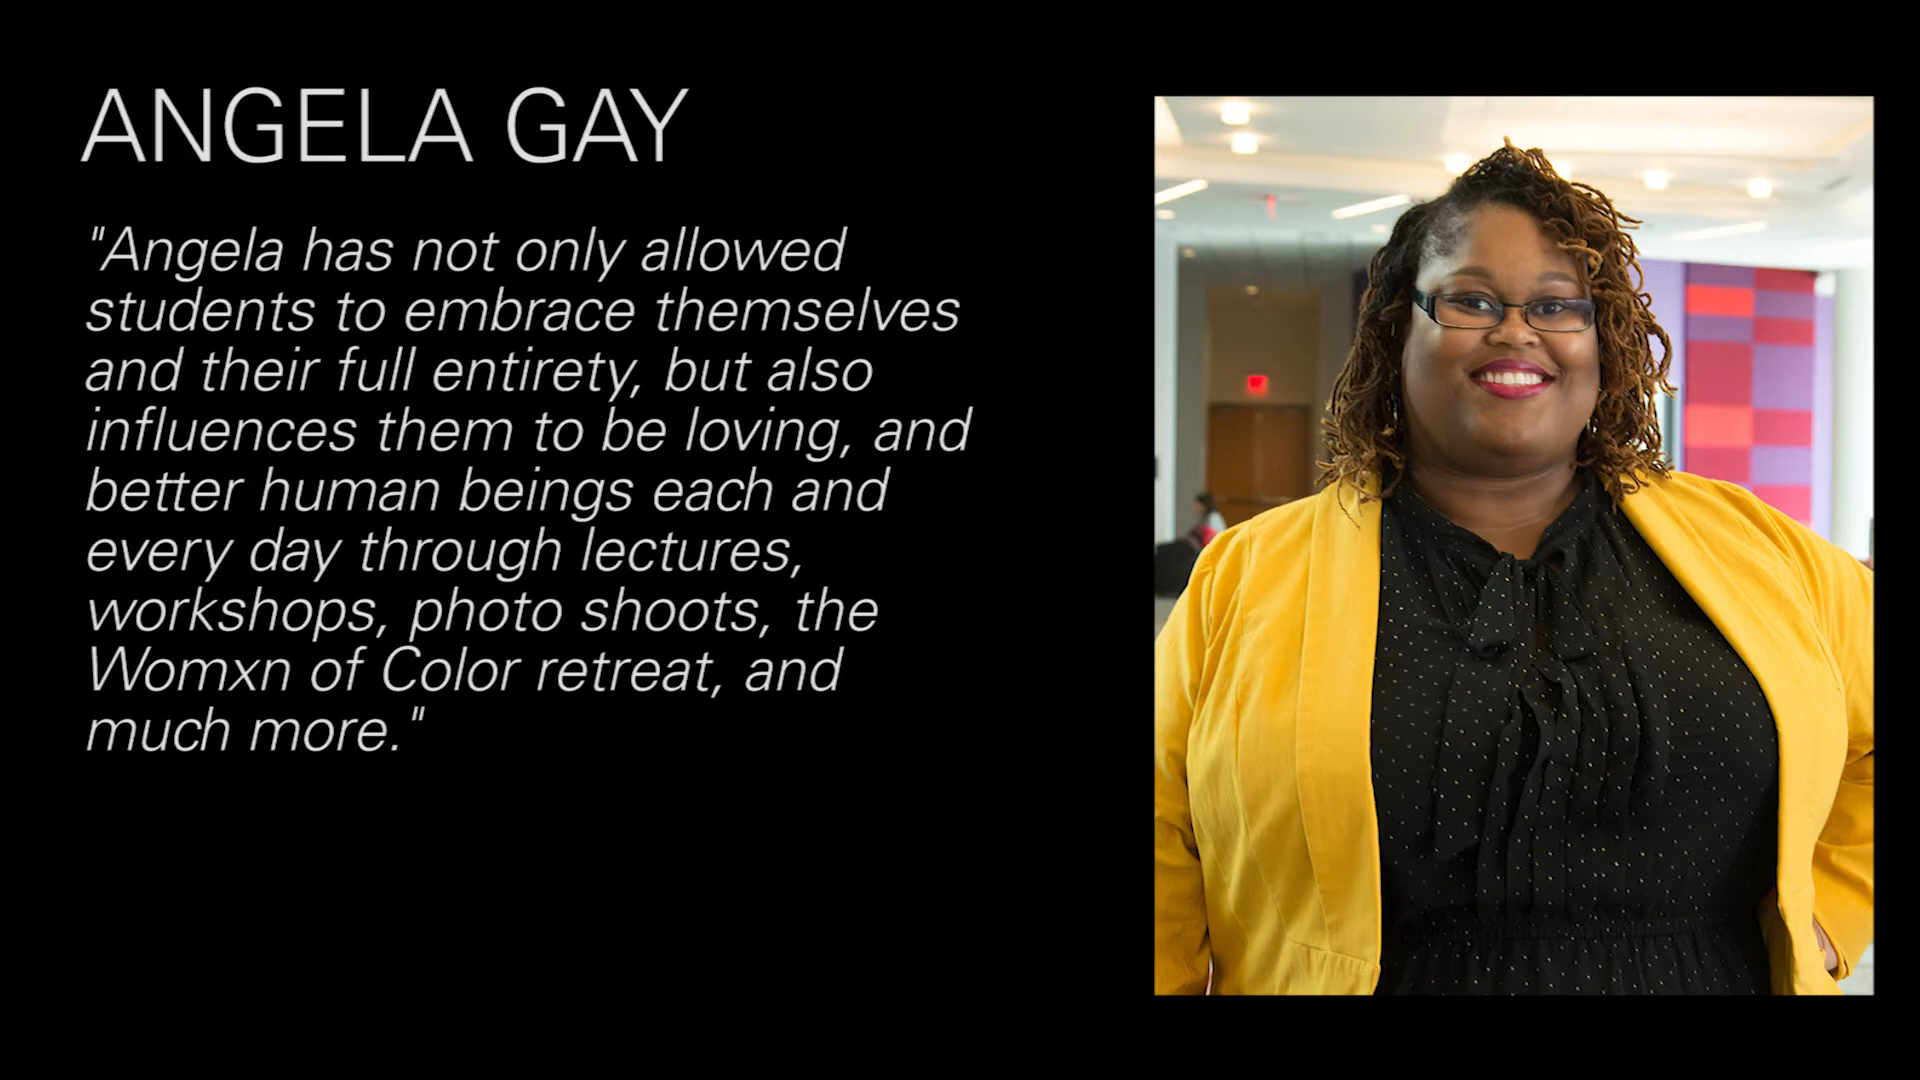 ANGELA GAY
"Angela has not only allowed
students to embrace themselves
and their full entirety, but also
influences them to be loving, and
better human beings each and
every day through lectures,
workshops, photo shoots, the
Womxn of Color retreat, and
much more."